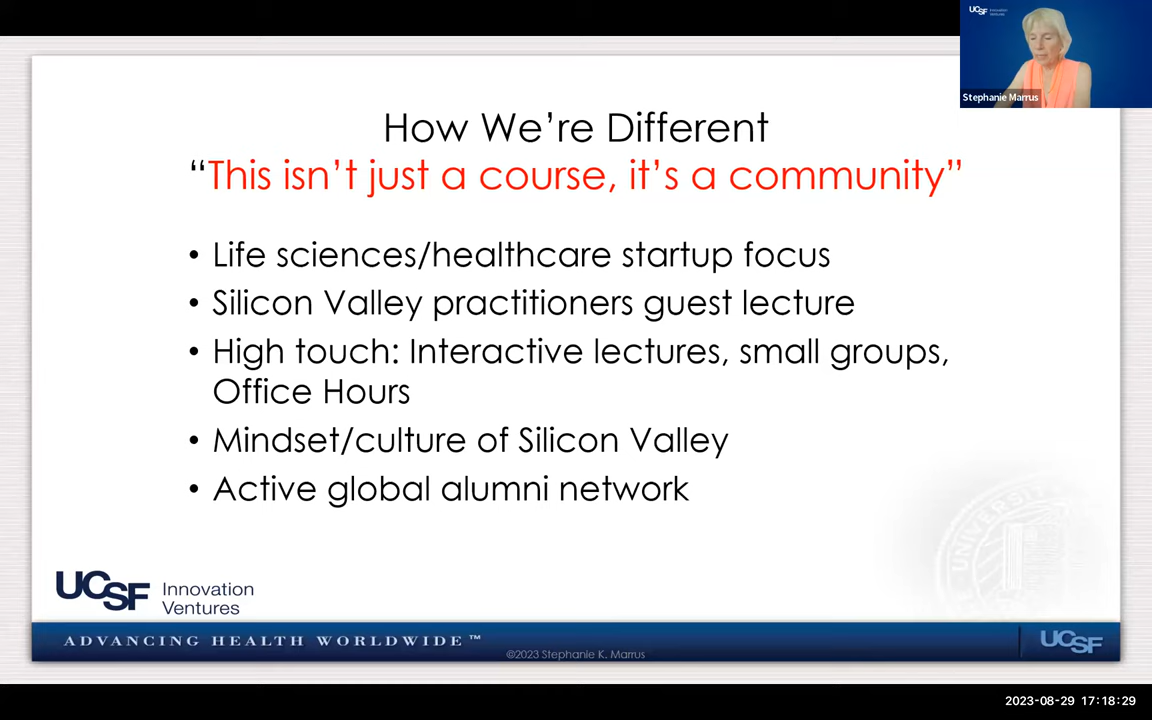 UCSF Innovation
Ventures
Stephanie Marrus
How We’re Different
“This isn’t just a course, it’s a community”
• Life sciences/healthcare startup focus
• Silicon Valley practitioners guest lecture
• High touch: Interactive lectures, small groups,
Office Hours
• Mindset/culture of Silicon Valley
• Active global alumni network
UNIVERSITY
UCSF Innovation
Ventures
ADVANCING HEALTH WORLDWIDE™
UCSF
©2023 Stephanie K. Marrus
2023-08-29 17:18:29